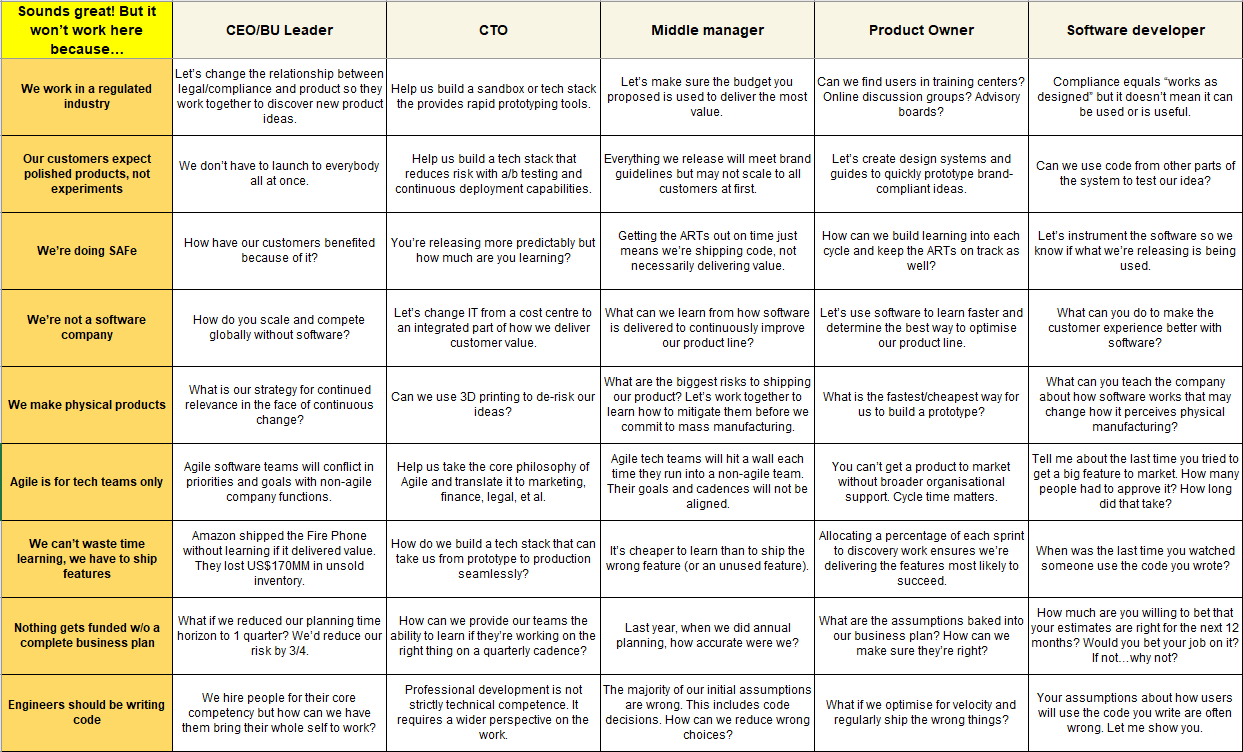 Sounds great! But it
won’t work here
because…
CEO/BU Leader
CTO
Middle manager
Product Owner
Software developer
We work in a regulated
industry
Let’s change the relationship between
legal/compliance and product so they
work together to discover new product
ideas.
Help us build a sandbox or tech stack
the provides rapid prototyping tools.
Let’s make sure the budget you
proposed is used to deliver the most
value.
Can we find users in training centers?
Online discussion groups? Advisory
boards?
Compliance equals “works as
designed” but it doesn’t mean it can
be used or is useful.
Our customers expect
polished products, not
experiments
We don’t have to launch to everybody
all at once.
Help us build a tech stack that
reduces risk with a/b testing and
continuous deployment capabilities.
Everything we release will meet brand
guidelines but may not scale to all
customers at first.
Let’s create design systems and
guides to quickly prototype brand-
compliant ideas.
Can we use code from other parts of
the system to test our idea?
We’re doing SAFe
How have our customers benefited
because of it?
You’re releasing more predictably but
how much are you learning?
Getting the ARTs out on time just
means we’re shipping code, not
necessarily delivering value.
How can we build learning into each
cycle and keep the ARTs on track as
well?
Let’s instrument the software so we
know if what we’re releasing is being
used.
We’re not a software
company
How do you scale and compete
globally without software?
Let’s change IT from a cost centre to
an integrated part of how we deliver
customer value.
What can we learn from how software
is delivered to continuously improve
our product line?
Let’s use software to learn faster and
determine the best way to optimise
our product line.
What can you do to make the
customer experience better with
software?
We make physical products
What is our strategy for continued
relevance in the face of continuous
change?
Can we use 3D printing to de-risk our
ideas?
What are the biggest risks to shipping
our product? Let’s work together to
learn how to mitigate them before we
commit to mass manufacturing.
What is the fastest/cheapest way for
us to build a prototype?
What can you teach the company
about how software works that may
change how it perceives physical
manufacturing?
Agile is for tech teams only
Agile software teams will conflict in
priorities and goals with non-agile
company functions.
Help us take the core philosophy of
Agile and translate it to marketing,
finance, legal, et al.
Agile tech teams will hit a wall each
time they run into a non-agile team.
Their goals and cadences will not be
aligned.
You can’t get a product to market
without broader organisational
support. Cycle time matters.
Tell me about the last time you tried to
get a big feature to market. How many
people had to approve it? How long
did that take?
We can’t waste time
learning, we have to ship
features
Amazon shipped the Fire Phone
without learning if it delivered value.
They lost US$170MM in unsold
inventory.
How do we build a tech stack that can
take us from prototype to production
seamlessly?
It’s cheaper to learn than to ship the
wrong feature (or an unused feature).
Allocating a percentage of each sprint
to discovery work ensures we’re
delivering the features most likely to
succeed.
When was the last time you watched
someone use the code you wrote?
Nothing gets funded w/o a
complete business plan
What if we reduced our planning time
horizon to 1 quarter? We’d reduce our
risk by 3/4.
How can we provide our teams the
ability to learn if they’re working on the
right thing on a quarterly cadence?
Last year, when we did annual
planning, how accurate were we?
What are the assumptions baked into
our business plan? How can we
make sure they’re right?
How much are you willing to bet that
your estimates are right for the next 12
months? Would you bet your job on it?
If not…why not?
Engineers should be writing
code
We hire people for their core
competency but how can we have
them bring their whole self to work?
Professional development is not
strictly technical competence. It
requires a wider perspective on the
work.
The majority of our initial assumptions
are wrong. This includes code
decisions. How can we reduce wrong
choices?
What if we optimise for velocity and
regularly ship the wrong things?
Your assumptions about how users
will use the code you write are often
wrong. Let me show you.